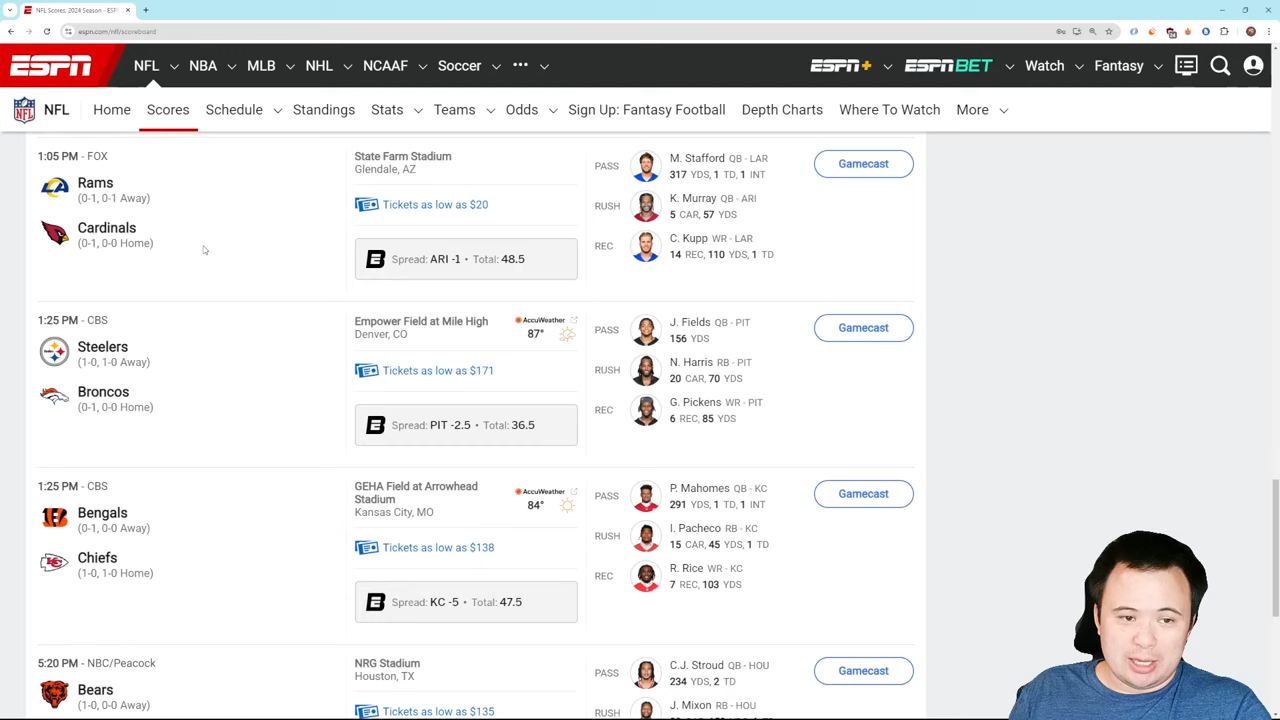 NFL Scores, 2024 Season - ESP
espn.com/nfl/scoreboard
ESPN NFL NBA MLB NHL NCAAF Soccer ••• ESPN+ ESPN BET Watch Fantasy
NFL Home Scores Schedule Standings Stats Teams Odds Sign Up: Fantasy Football Depth Charts Where To Watch More
1:05 PM - FOX
Rams
(0-1, 0-1 Away)
Cardinals
(0-1, 0-0 Home)
State Farm Stadium
Glendale, AZ
Tickets as low as $20
Spread: ARI -1 • Total: 48.5
PASS M. Stafford QB - LAR
317 YDS, 1 TD, 1 INT
RUSH K. Murray QB - ARI
5 CAR, 57 YDS
REC C. Kupp WR - LAR
14 REC, 110 YDS, 1 TD
Gamecast
1:25 PM - CBS
Steelers
(1-0, 1-0 Away)
Broncos
(0-1, 0-0 Home)
Empower Field at Mile High
Denver, CO
AccuWeather
87°
Tickets as low as $171
Spread: PIT -2.5 • Total: 36.5
PASS J. Fields QB - PIT
156 YDS
RUSH N. Harris RB - PIT
20 CAR, 70 YDS
REC G. Pickens WR - PIT
6 REC, 85 YDS
Gamecast
1:25 PM - CBS
Bengals
(0-1, 0-0 Away)
Chiefs
(1-0, 1-0 Home)
GEHA Field at Arrowhead
Stadium
Kansas City, MO
AccuWeather
84°
Tickets as low as $138
Spread: KC -5 • Total: 47.5
PASS P. Mahomes QB - KC
291 YDS, 1 TD, 1 INT
RUSH I. Pacheco RB - KC
15 CAR, 45 YDS, 1 TD
REC R. Rice WR - KC
7 REC, 103 YDS
Gamecast
5:20 PM - NBC/Peacock
Bears
(1-0, 0-0 Away)
NRG Stadium
Houston, TX
Tickets as low as $135
PASS C.J. Stroud QB - HOU
234 YDS, 2 TD
RUSH J. Mixon RB - HOU
Gamecast